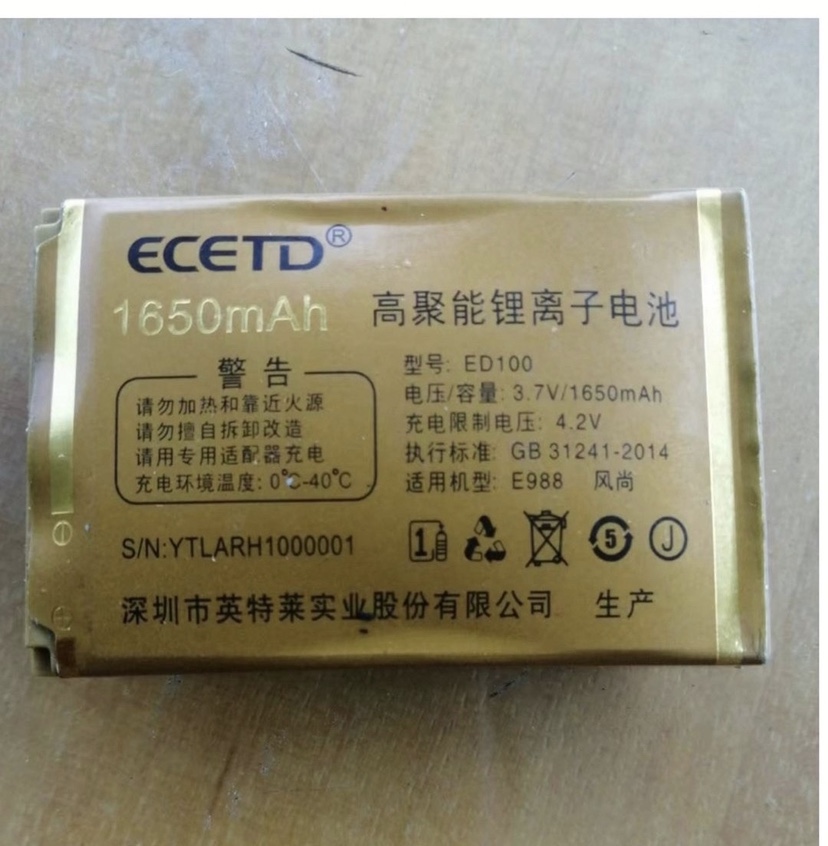 ECETD®
1650mAh 高聚能锂离子电池
警告
请勿加热和靠近火源
请勿擅自拆卸改造
请用专用适配器充电
充电环境温度: 0℃-40℃
型号: ED100
电压/容量: 3.7V/1650mAh
充电限制电压: 4.2V
执行标准: GB 31241-2014
适用机型: E988 风尚
S/N:YTLARH1000001
1 5 J
深圳市英特莱实业股份有限公司 生产